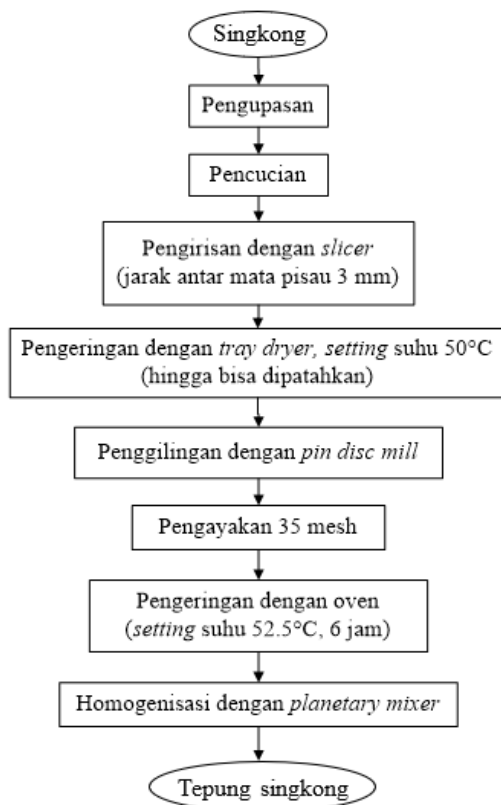 Singkong
Pengupasan
Pencucian
Pengirisan dengan slicer
(jarak antar mata pisau 3 mm)
Pengeringan dengan tray dryer, setting suhu 50°C
(hingga bisa dipatahkan)
Penggilingan dengan pin disc mill
Pengayakan 35 mesh
Pengeringan dengan oven
(setting suhu 52.5°C, 6 jam)
Homogenisasi dengan planetary mixer
Tepung singkong